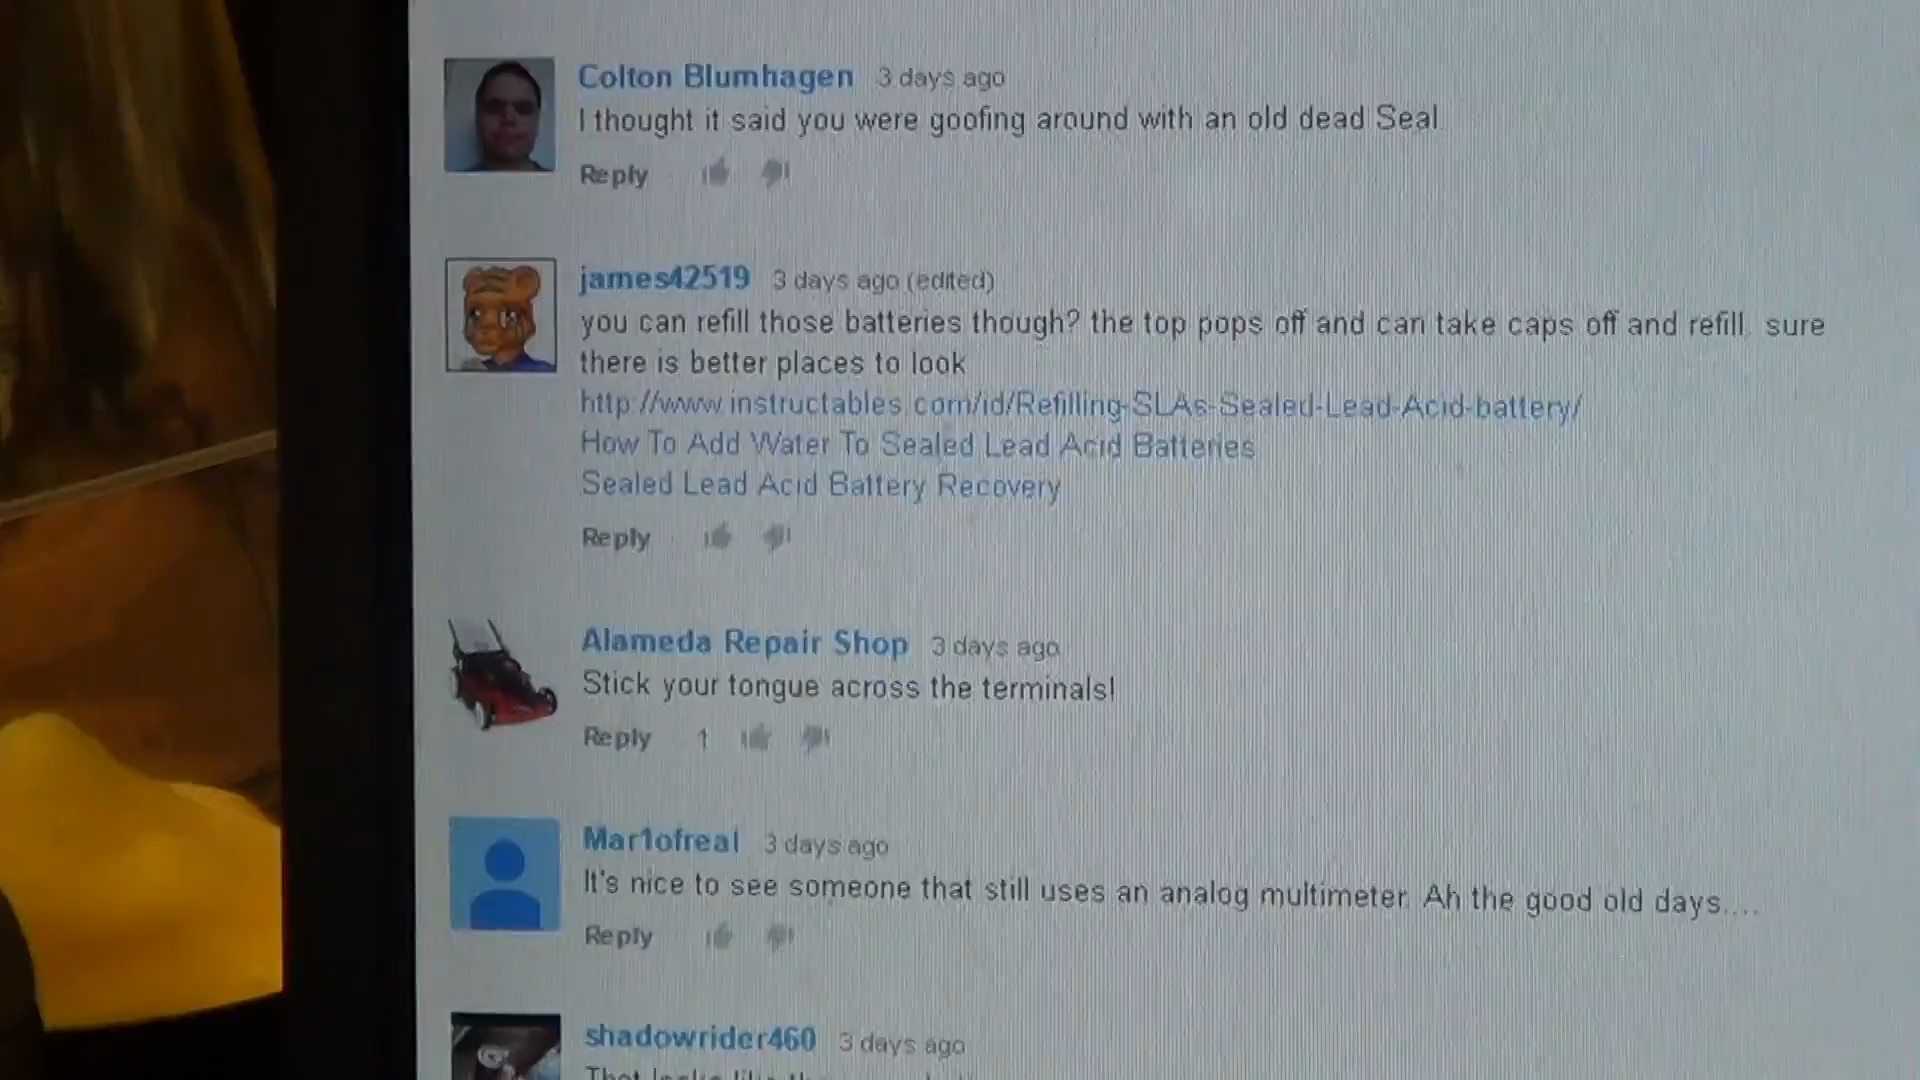 Colton Blumhagen 3 days ago
I thought it said you were goofing around with an old dead Seal
Reply
james42519 3 days ago (edited)
you can refill those batteries though? the top pops off and can take caps off and refill. sure
there is better places to look
http://www.instructables.com/id/Refilling-SLAs-Sealed-Lead-Acid-battery/
How To Add Water To Sealed Lead Acid Batteries
Sealed Lead Acid Battery Recovery
Reply
Alameda Repair Shop 3 days ago
Stick your tongue across the terminals!
Reply 1
Mar1ofreal 3 days ago
It's nice to see someone that still uses an analog multimeter. Ah the good old days....
Reply
shadowrider460 3 days ago
That looks like